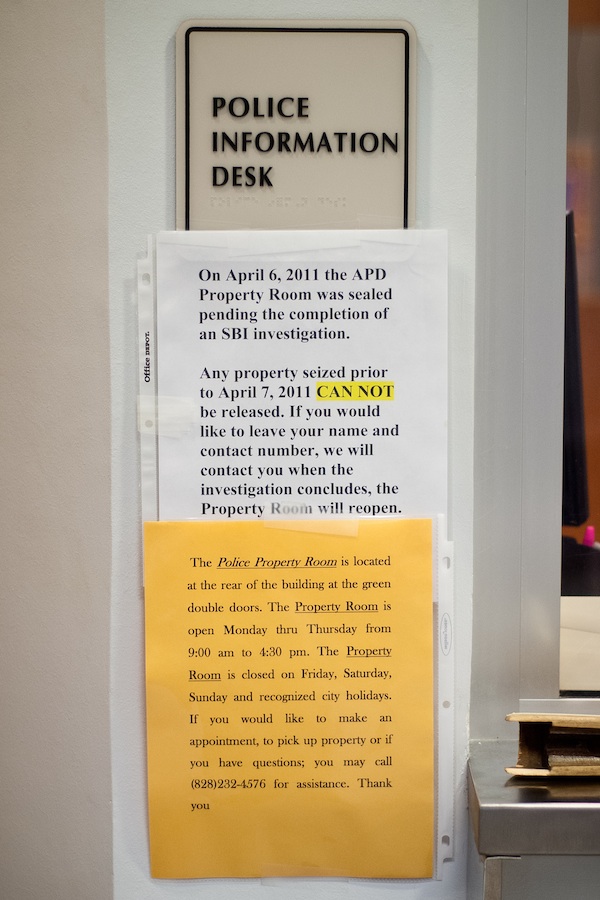 POLICE
INFORMATION
DESK
On April 6, 2011 the APD
Property Room was sealed
pending the completion of
an SBI investigation.
Any property seized prior
to April 7, 2011 CAN NOT
be released. If you would
like to leave your name and
contact number, we will
contact you when the
investigation concludes, the
Property Room will reopen.
Office DEPOT.
The Police Property Room is located
at the rear of the building at the green
double doors. The Property Room is
open Monday thru Thursday from
9:00 am to 4:30 pm. The Property
Room is closed on Friday, Saturday,
Sunday and recognized city holidays.
If you would like to make an
appointment, to pick up property or if
you have questions; you may call
(828)232-4576 for assistance. Thank
you